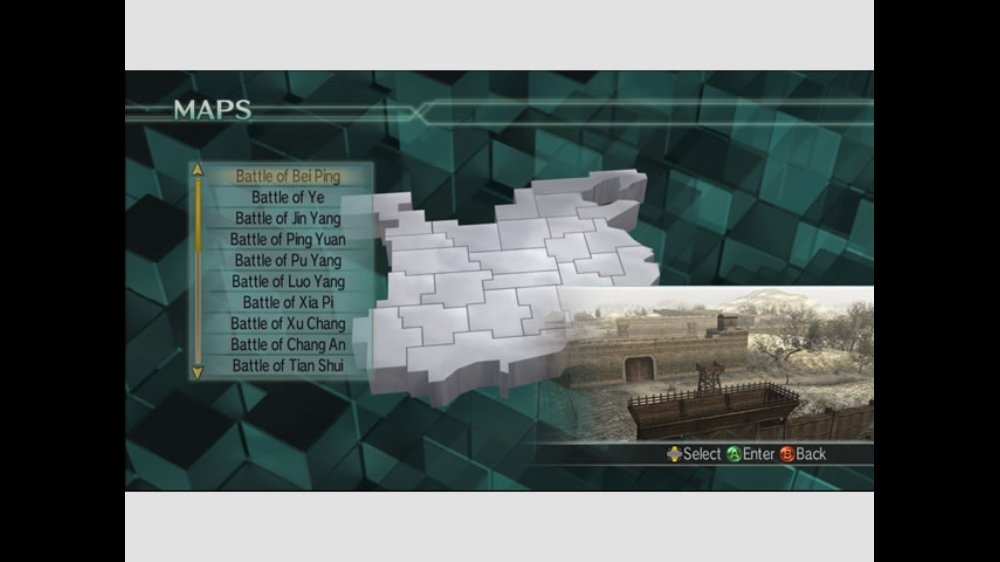 MAPS
Battle of Bei Ping
Battle of Ye
Battle of Jin Yang
Battle of Ping Yuan
Battle of Pu Yang
Battle of Luo Yang
Battle of Xia Pi
Battle of Xu Chang
Battle of Chang An
Battle of Tian Shui
Select A Enter B Back